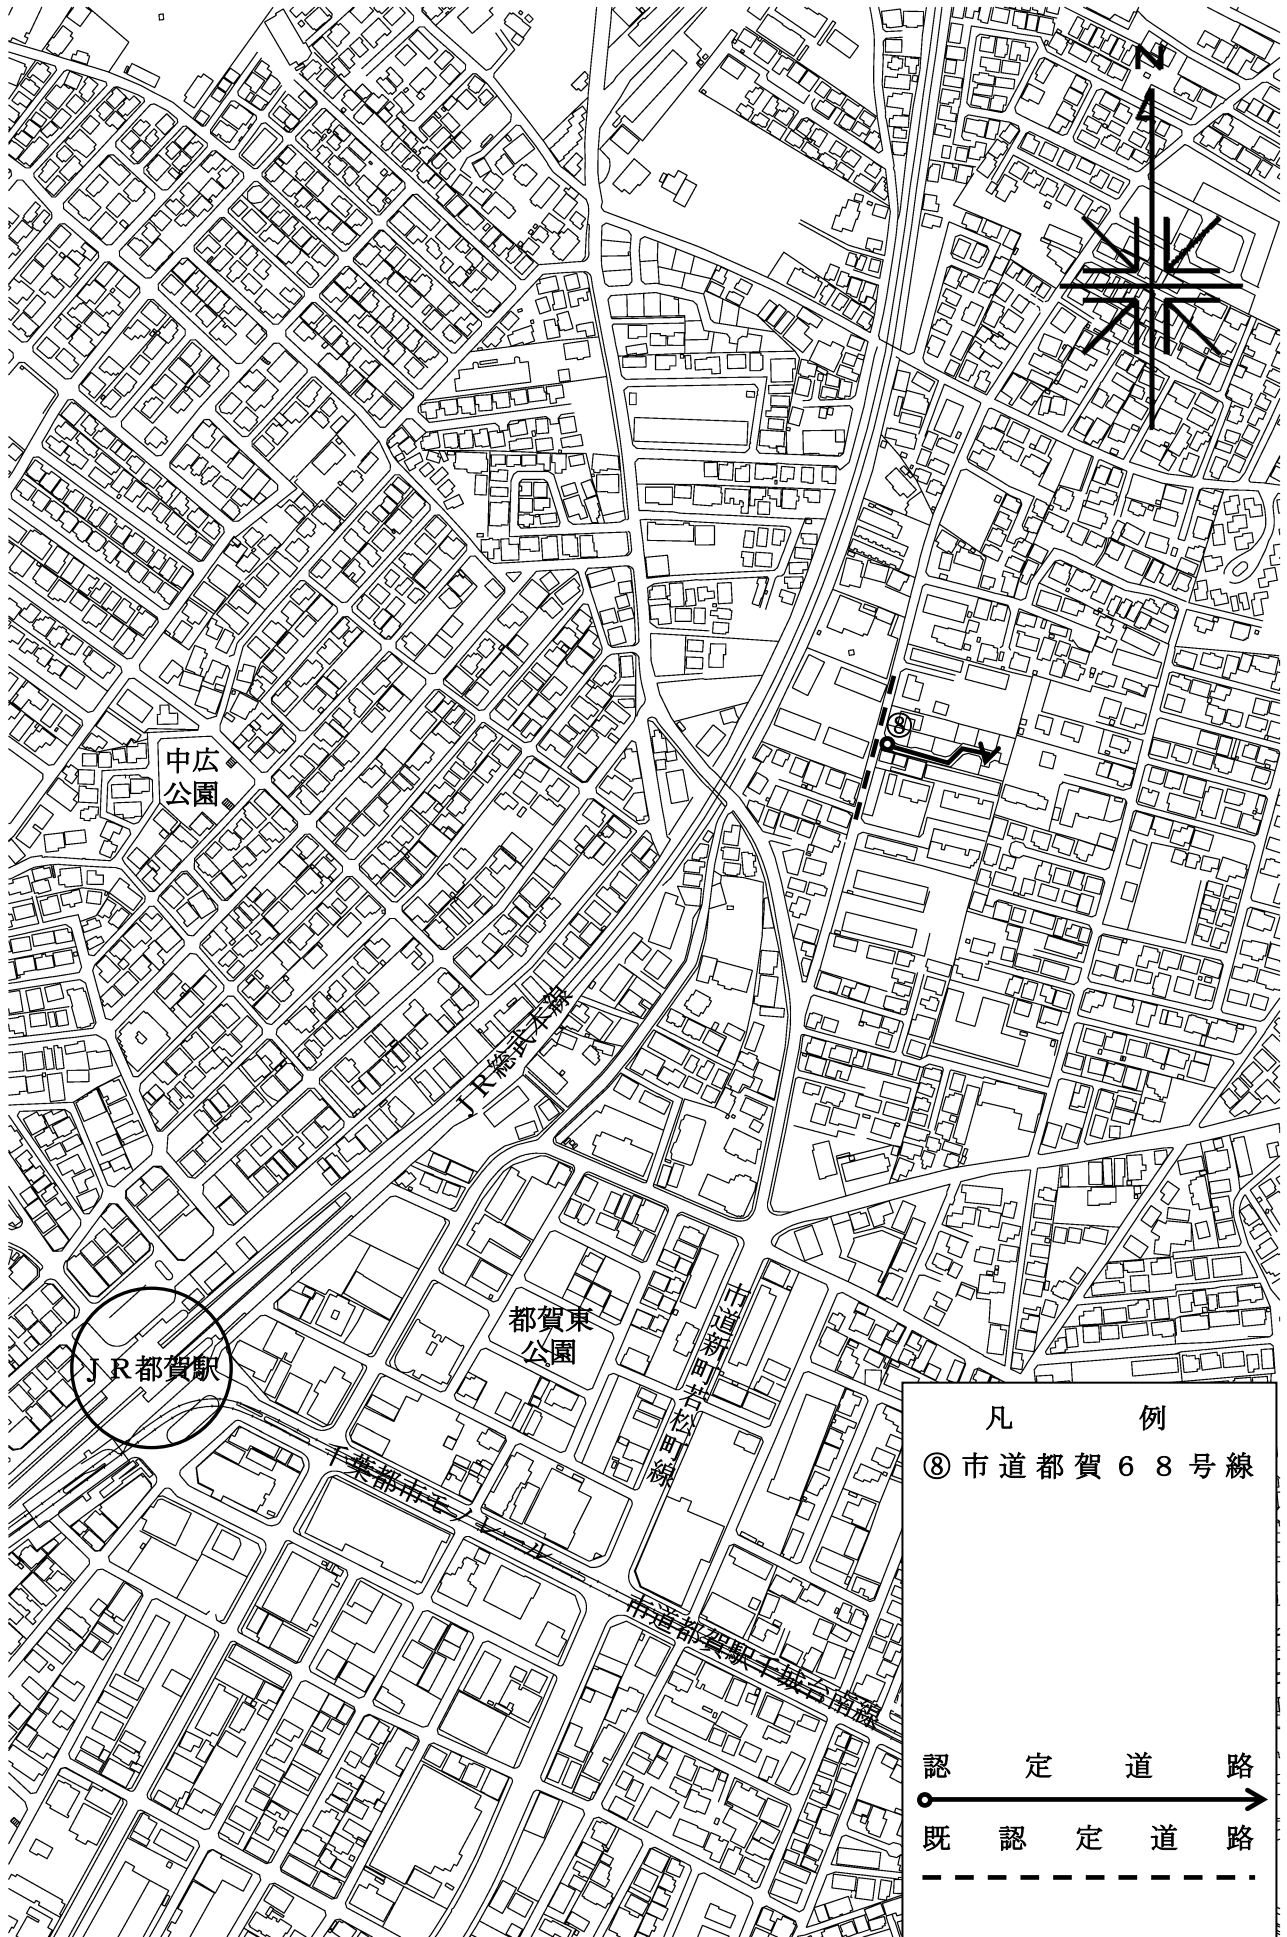 N
⑧
中広
公園
ＪＲ総武本線
都賀東
公園
市道新町若松町線
ＪＲ都賀駅
千葉都市モノレール
市道都賀駅千城台南線
凡例
⑧市道都賀６８号線
認定道路
既認定道路